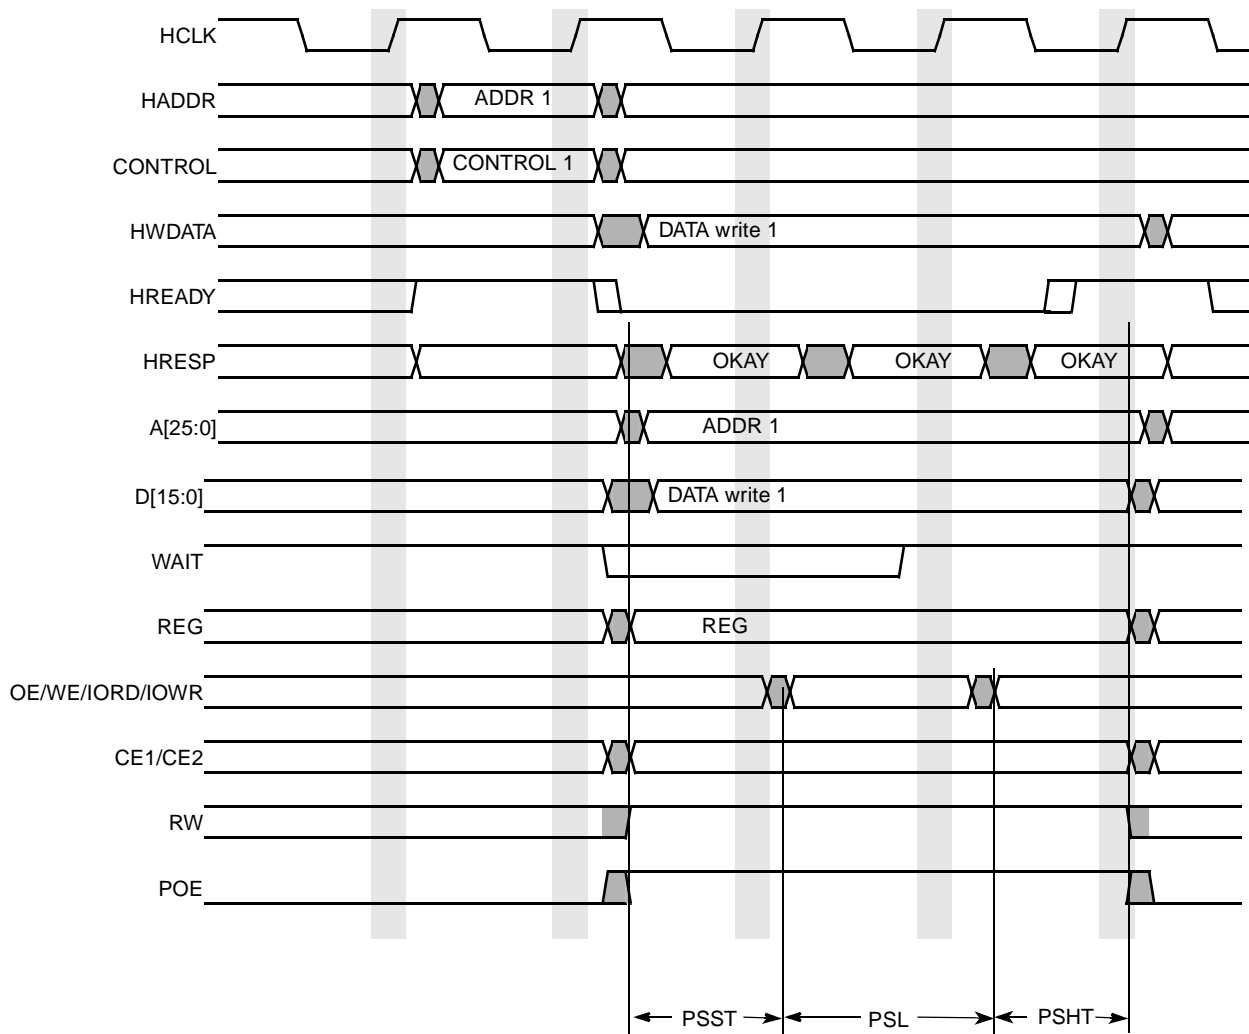 HCLK
HADDR ADDR 1
CONTROL CONTROL 1
HWDATA DATA write 1
HREADY
HRESP OKAY OKAY OKAY
A[25:0] ADDR 1
D[15:0] DATA write 1
WAIT
REG REG
OE/WE/IORD/IOWR
CE1/CE2
RW
POE
PSST PSL PSHT